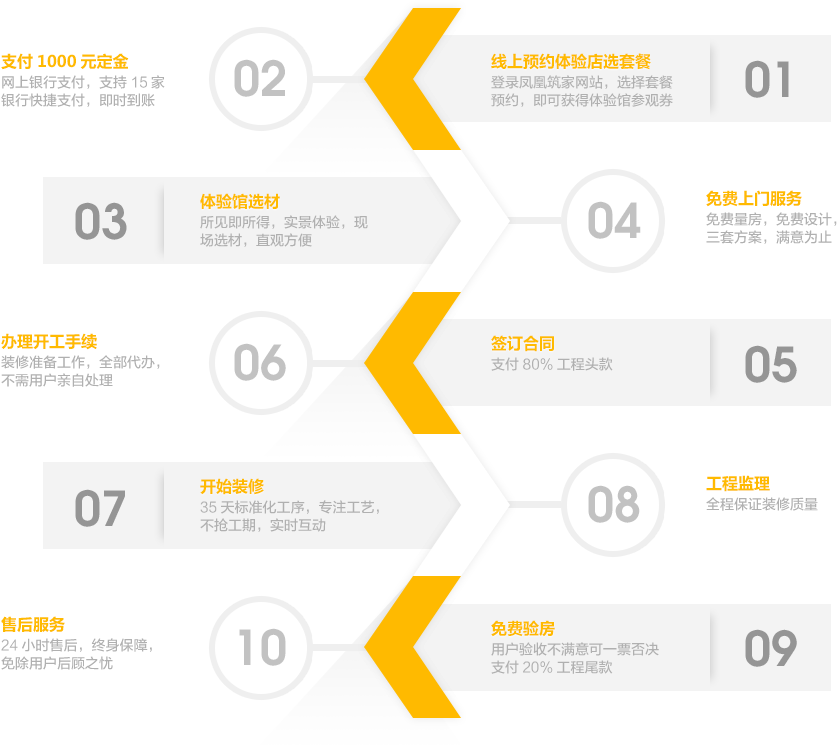 线上预约体验店选套餐
登录凤凰筑家网站，选择套餐
预约，即可获得体验馆参观券
01
支付 1000 元定金
网上银行支付，支持 15 家
银行快捷支付，即时到账
02
03
体验馆选材
所见即所得，实景体验，现
场选材，直观方便
04
免费上门服务
免费量房，免费设计，
三套方案，满意为止
签订合同
支付 80% 工程头款
05
办理开工手续
装修准备工作，全部代办，
不需用户亲自处理
06
07
开始装修
35 天标准化工序，专注工艺，
不抢工期，实时互动
08
工程监理
全程保证装修质量
免费验房
用户验收不满意可一票否决
支付 20% 工程尾款
09
售后服务
24 小时售后，终身保障，
免除用户后顾之忧
10